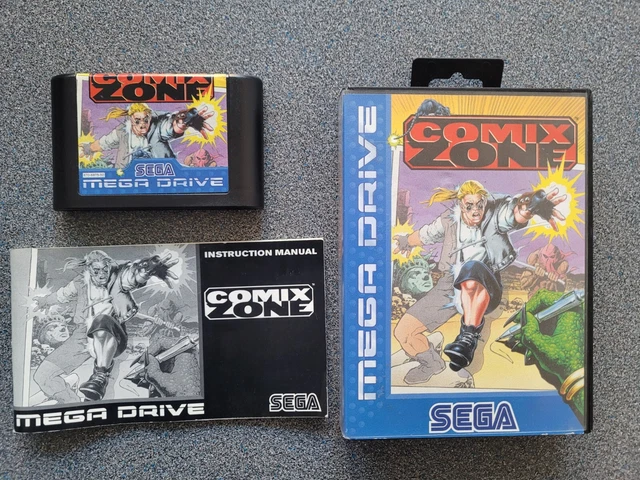 COMIX
ZONE
SEGA
MEGA DRIVE
INSTRUCTION MANUAL
COMIX
ZONE
MEGA DRIVE
SEGA
MEGA DRIVE
COMIX
ZONE
SEGA